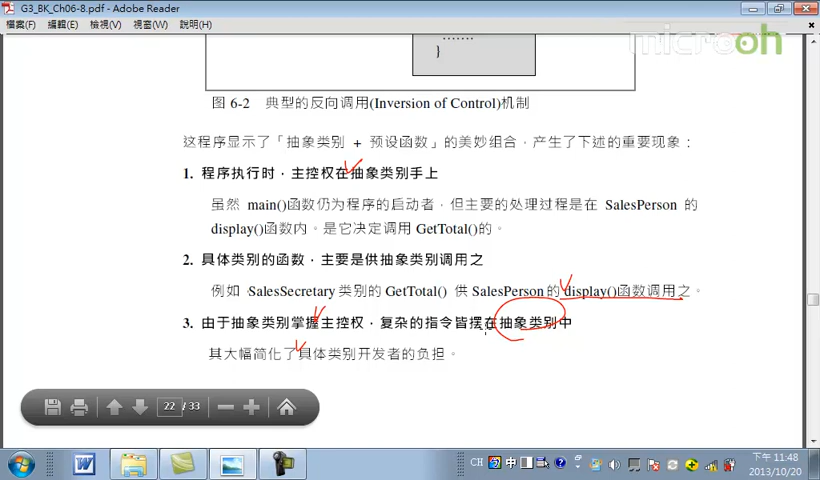 G3_BK_Ch06-8.pdf - Adobe Reader
檔案(F) 編輯(E) 檢視(V) 視窗(W) 說明(H)
microoh
.......
}
图 6-2 典型的反向调用(Inversion of Control)机制
这程序显示了「抽象类别 + 预设函数」的美妙组合，产生了下述的重要现象：
1. 程序执行时，主控权在抽象类别手上
虽然 main()函数仍为程序的启动者，但主要的处理过程是在 SalesPerson 的
display()函数内。是它决定调用 GetTotal()的。
2. 具体类别的函数，主要是供抽象类别调用之
例如 SalesSecretary 类别的 GetTotal() 供 SalesPerson 的 display()函数调用之。
3. 由于抽象类别掌握主控权，复杂的指令皆摆在抽象类别中
其大幅简化了具体类别开发者的负担。
22 / 33
CH 中
下午 11:48
2013/10/20